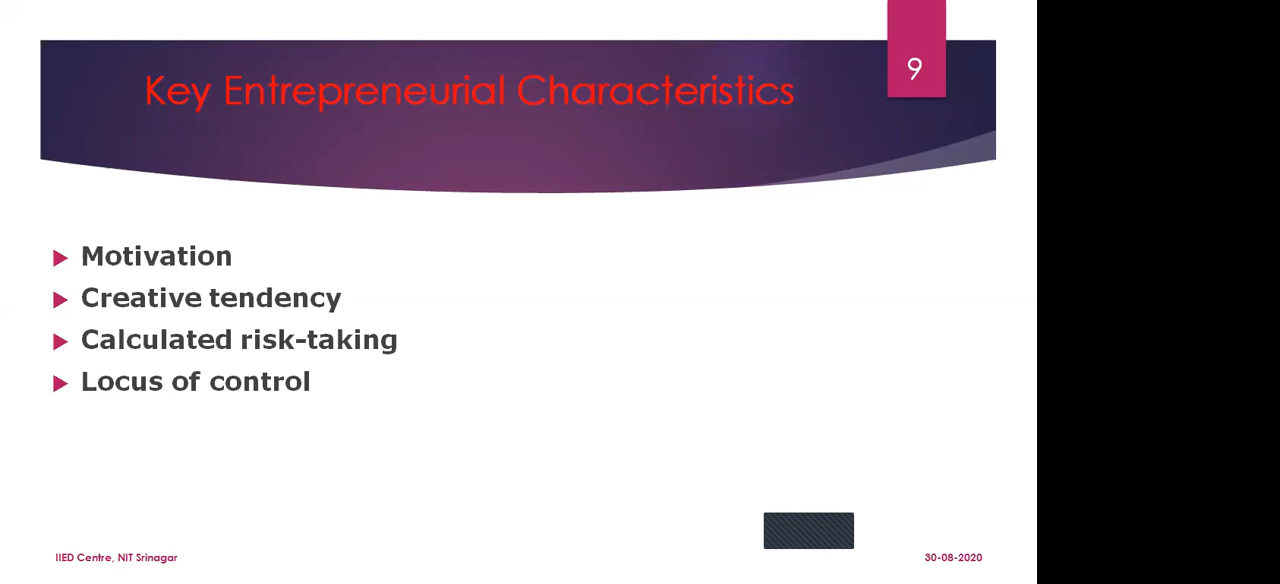 9
Key Entrepreneurial Characteristics
Motivation
Creative tendency
Calculated risk-taking
Locus of control
IIED Centre, NIT Srinagar
30-08-2020